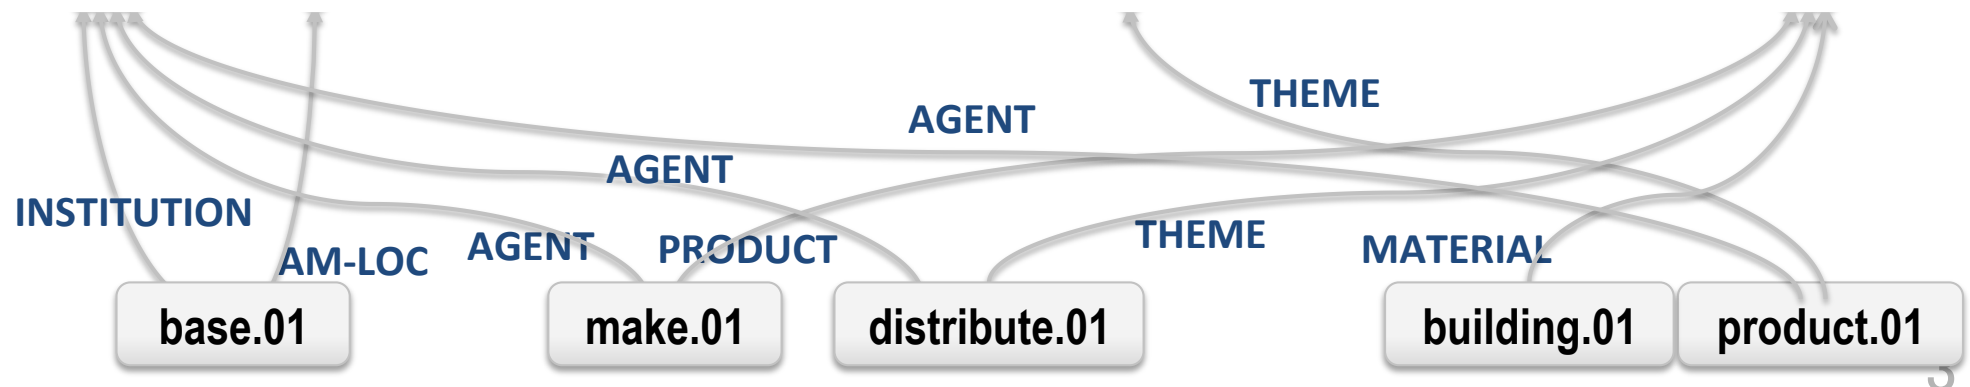 THEME
AGENT
AGENT
INSTITUTION
AM-LOC
AGENT
PRODUCT
THEME
MATERIAL
base.01
make.01
distribute.01
building.01
product.01